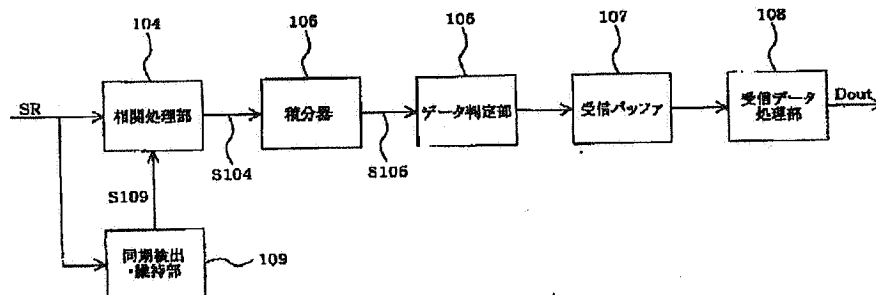 104
105
106
107
108
SR
相関処理部
積分器
データ判定部
受信バッファ
受信データ
処理部
Dout
S104
S105
S109
同期検出
・維持部
109